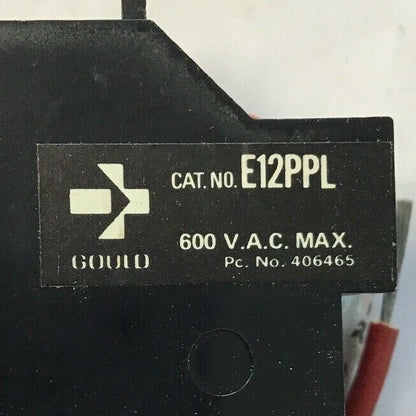 CAT. NO. E12PPL
600 V.A.C. MAX.
GOULD
Pc. No. 406465